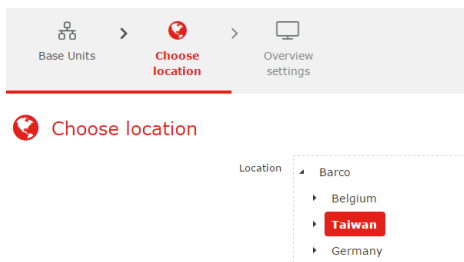 Base Units
Choose
location
Overview
settings
Choose location
Location
Barco
Belgium
Taiwan
Germany